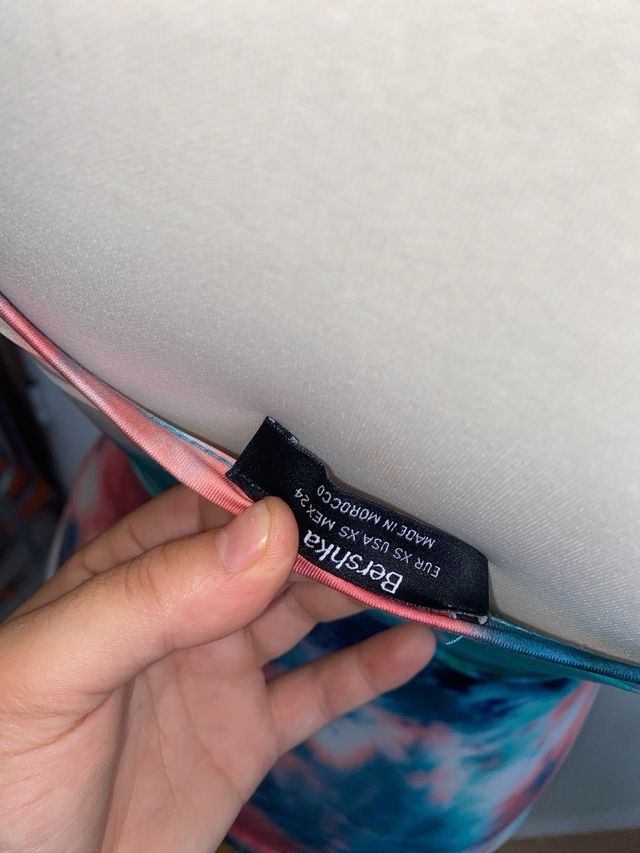 Bershka
EUR XS USA XS MEX 24
MADE IN MOROCCO